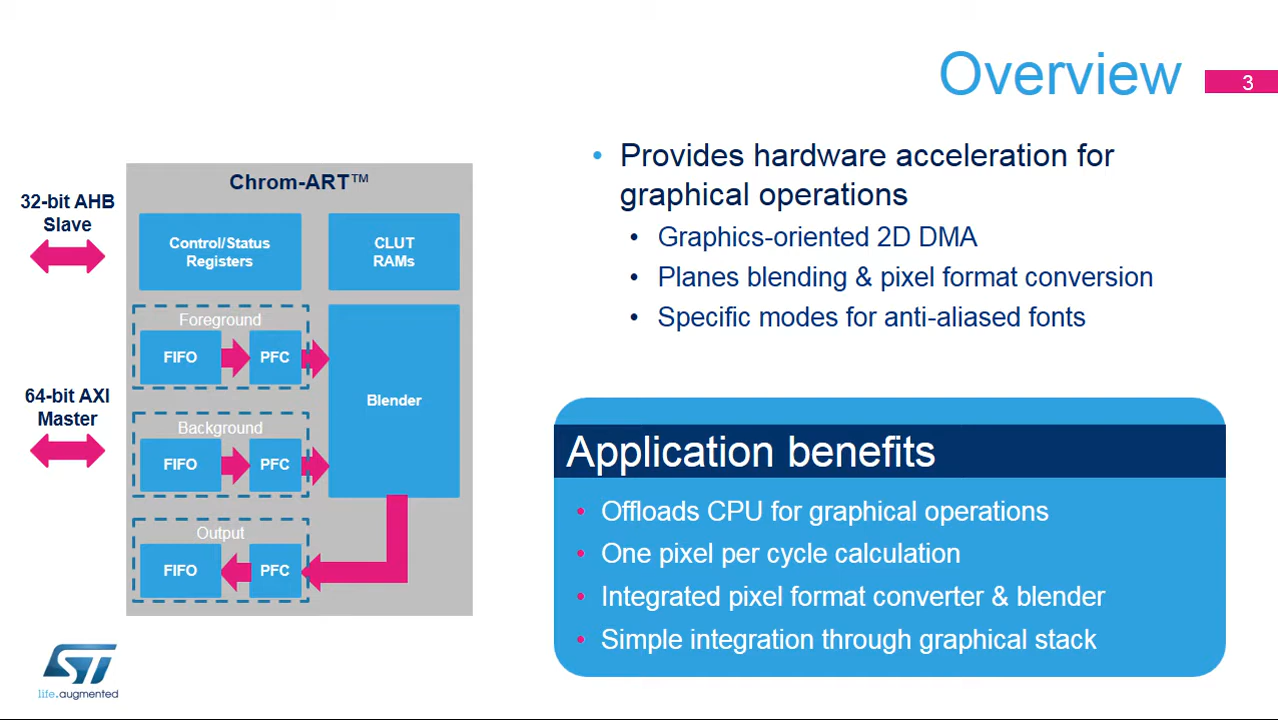 Overview
3
Chrom-ART™
32-bit AHB
Slave
Control/Status
Registers
CLUT
RAMs
Foreground
FIFO
PFC
64-bit AXI
Master
Blender
Background
FIFO
PFC
Output
FIFO
PFC
life.augmented
• Provides hardware acceleration for
graphical operations
• Graphics-oriented 2D DMA
• Planes blending & pixel format conversion
• Specific modes for anti-aliased fonts
Application benefits
• Offloads CPU for graphical operations
• One pixel per cycle calculation
• Integrated pixel format converter & blender
• Simple integration through graphical stack
ST